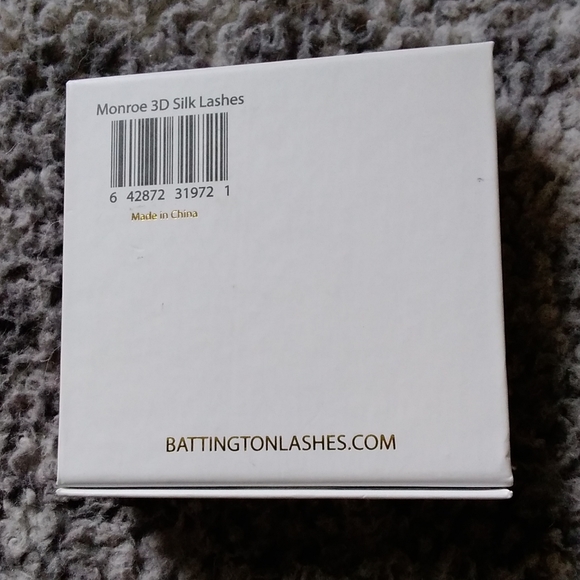 Monroe 3D Silk Lashes
6 42872 31972 1
Made in China
BATTINGTONLASHES.COM